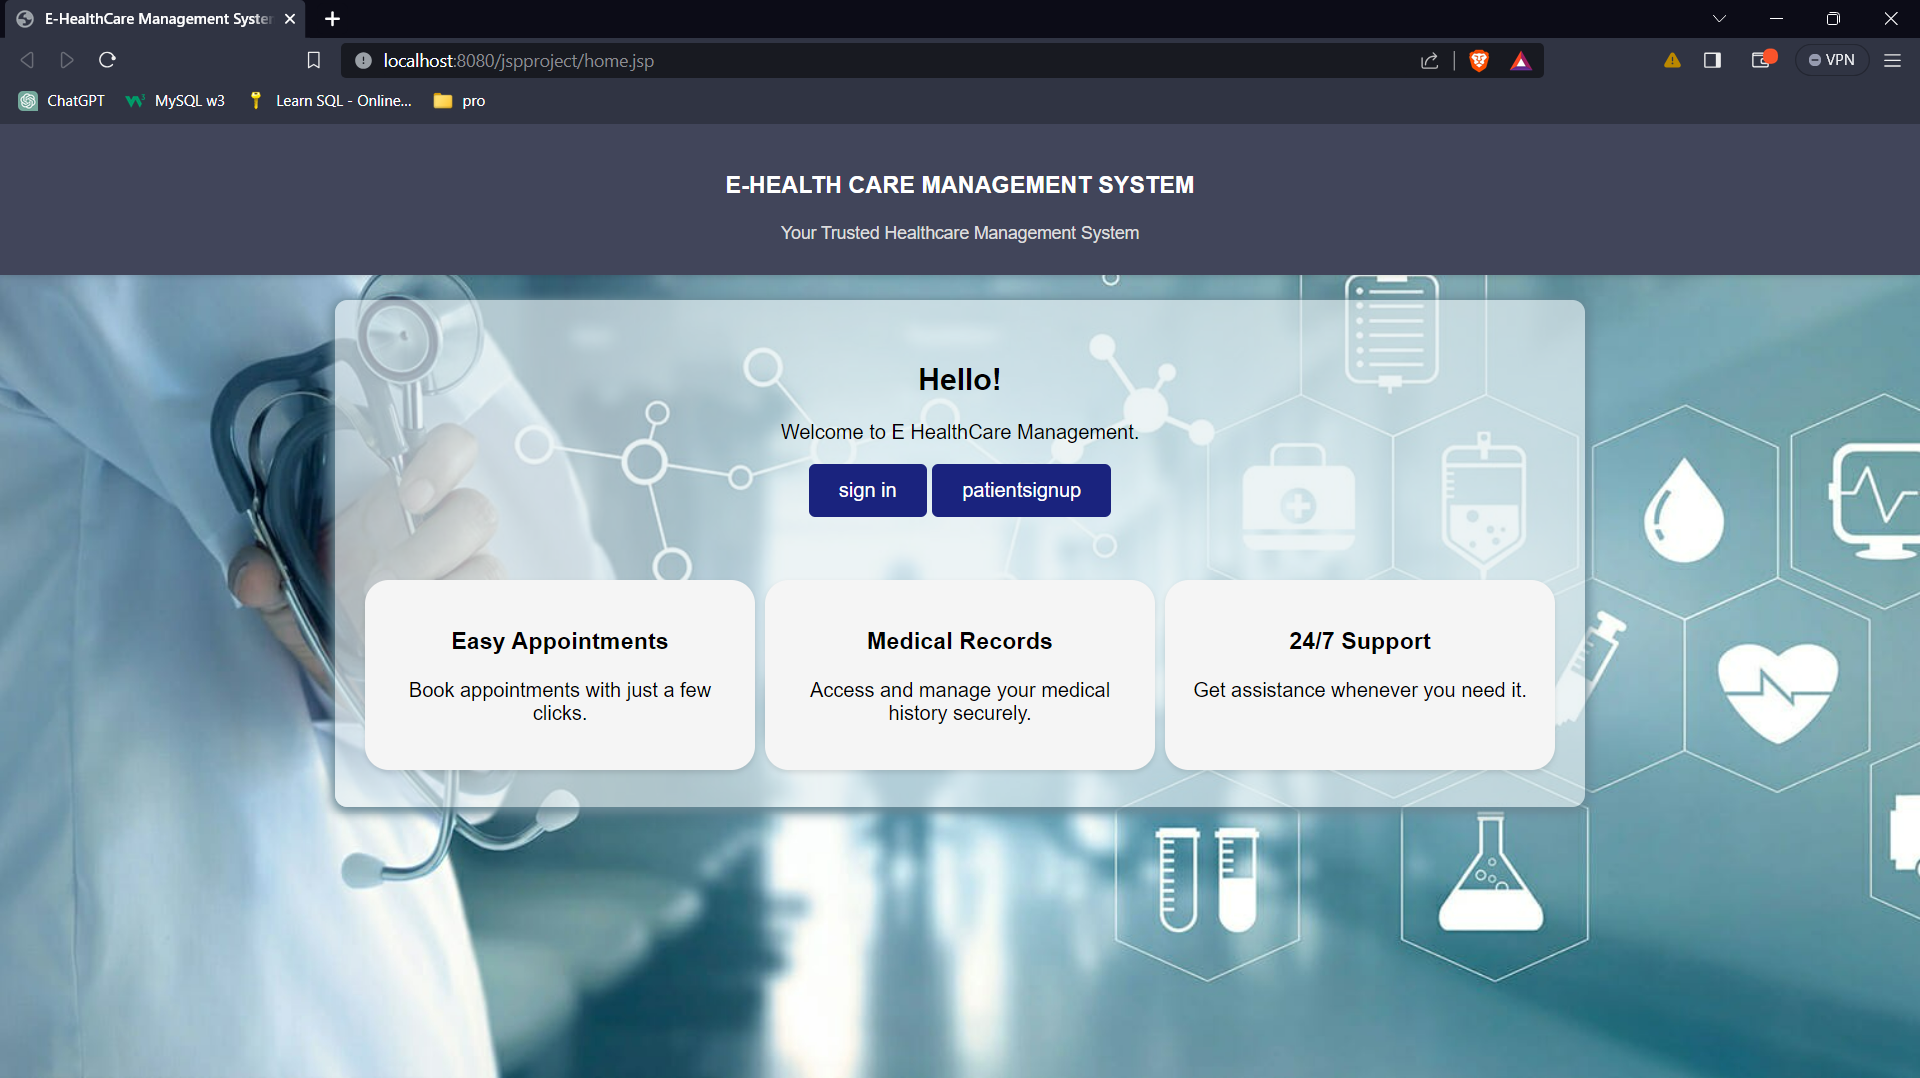 E-HealthCare Management Syster
localhost:8080/jspproject/home.jsp
VPN
ChatGPT
MySQL w3
Learn SQL - Online...
pro
E-HEALTH CARE MANAGEMENT SYSTEM
Your Trusted Healthcare Management System
Hello!
Welcome to E HealthCare Management.
sign in
patientsignup
Easy Appointments
Book appointments with just a few
clicks.
Medical Records
Access and manage your medical
history securely.
24/7 Support
Get assistance whenever you need it.